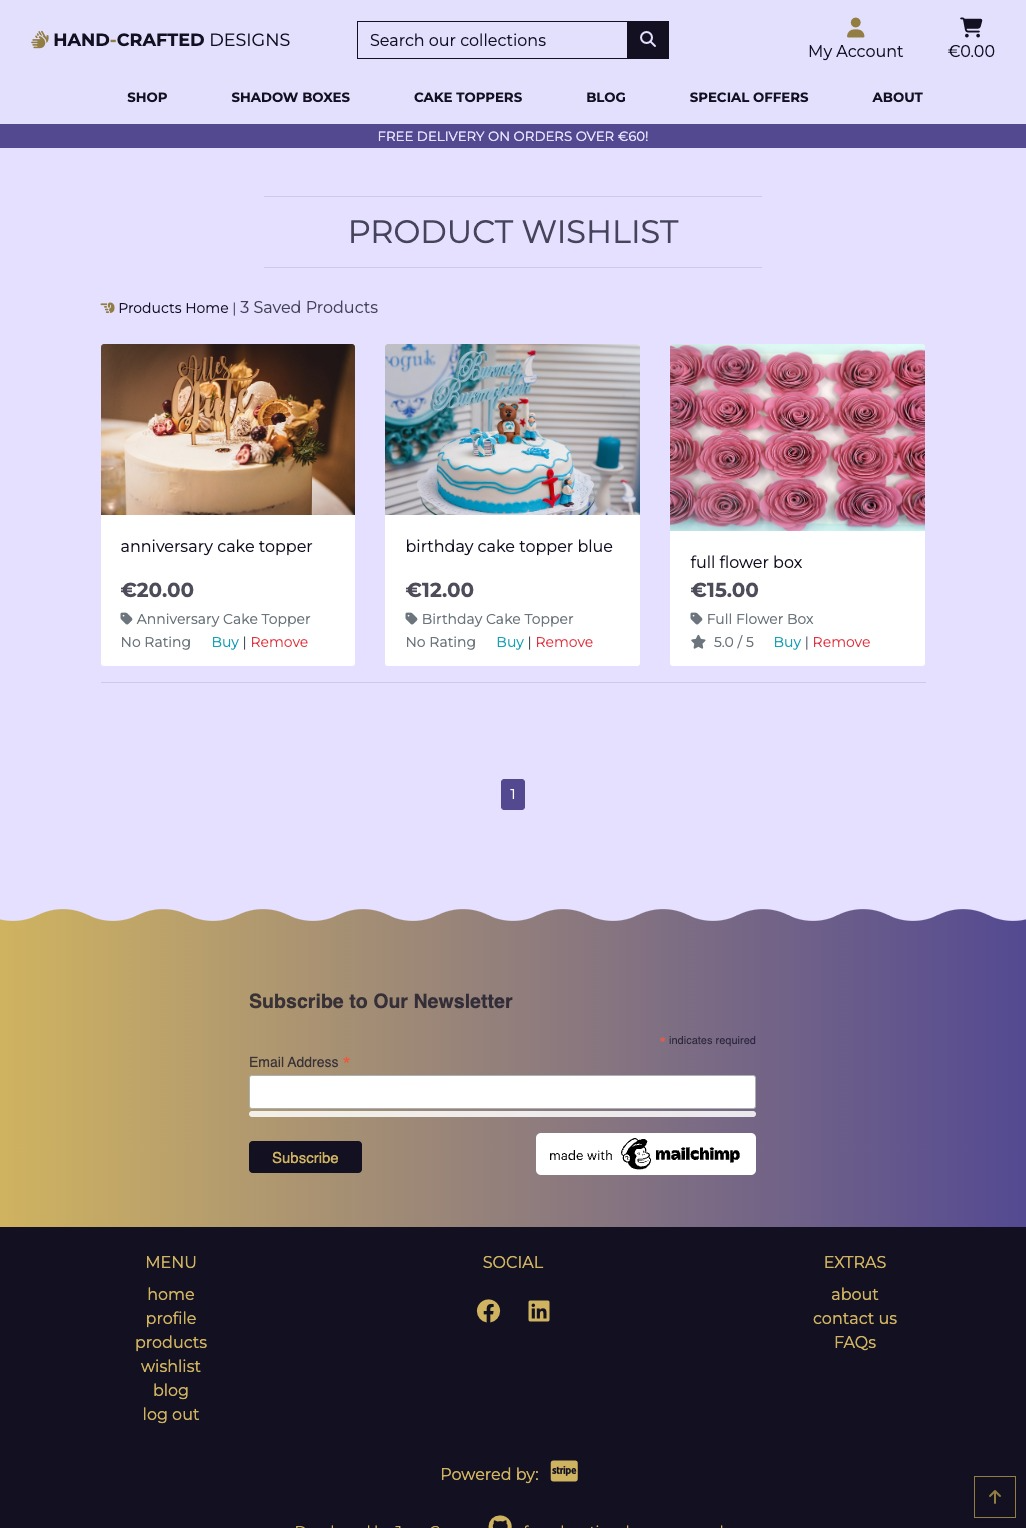 HAND-CRAFTED DESIGNS
Search our collections
My Account
€0.00
SHOP SHADOW BOXES CAKE TOPPERS BLOG SPECIAL OFFERS ABOUT
FREE DELIVERY ON ORDERS OVER €60!
PRODUCT WISHLIST
Products Home | 3 Saved Products
Alles
Gute
oguk
anniversary cake topper
€20.00
Anniversary Cake Topper
No Rating Buy | Remove
birthday cake topper blue
€12.00
Birthday Cake Topper
No Rating Buy | Remove
full flower box
€15.00
Full Flower Box
5.0 / 5 Buy | Remove
1
Subscribe to Our Newsletter
* indicates required
Email Address *
Subscribe
made with mailchimp
MENU
home
profile
products
wishlist
blog
log out
SOCIAL
EXTRAS
about
contact us
FAQs
Powered by: stripe